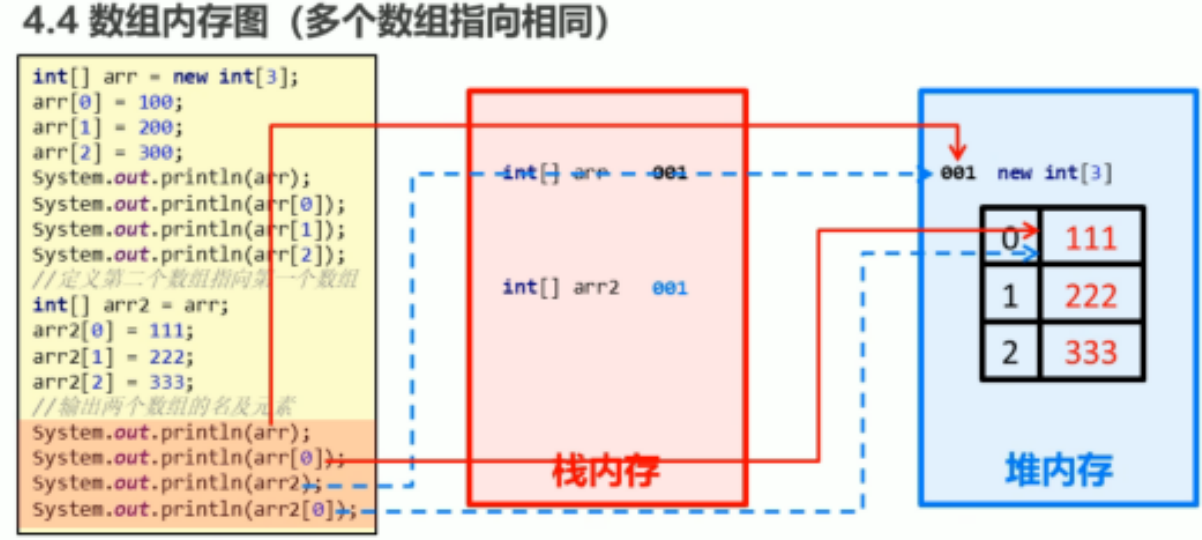 4.4 数组内存图（多个数组指向相同）
int[] arr = new int[3];
arr[0] = 100;
arr[1] = 200;
arr[2] = 300;
System.out.println(arr);
System.out.println(arr[0]);
System.out.println(arr[1]);
System.out.println(arr[2]);
//定义第二个数组指向第一个数组
int[] arr2 = arr;
arr2[0] = 111;
arr2[1] = 222;
arr2[2] = 333;
//输出两个数组的名及元素
System.out.println(arr);
System.out.println(arr[0]);
System.out.println(arr2);
System.out.println(arr2[0]);
int[] arr 001
int[] arr2 001
栈内存
001 new int[3]
0 111
1 222
2 333
堆内存